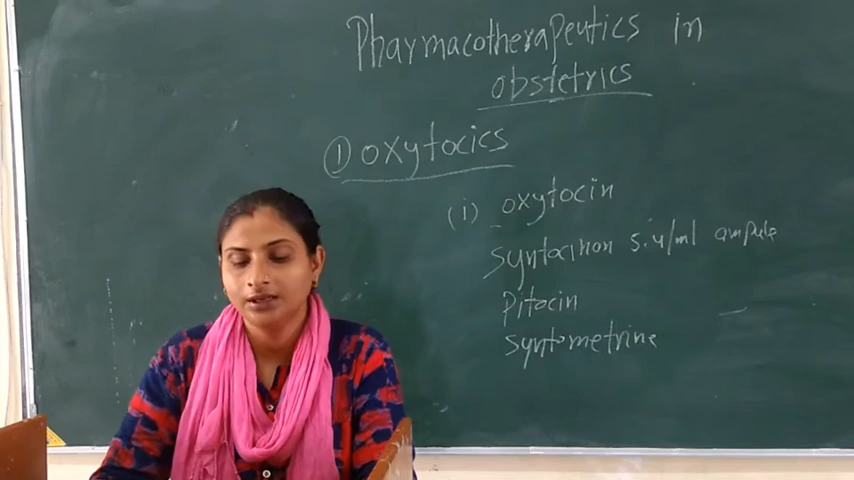 Pharmacotherapeutics in
obstetrics
① oxytocics
(i) oxytocin
syntocinon 5.u/ml ampule
Pitocin
syntometrine